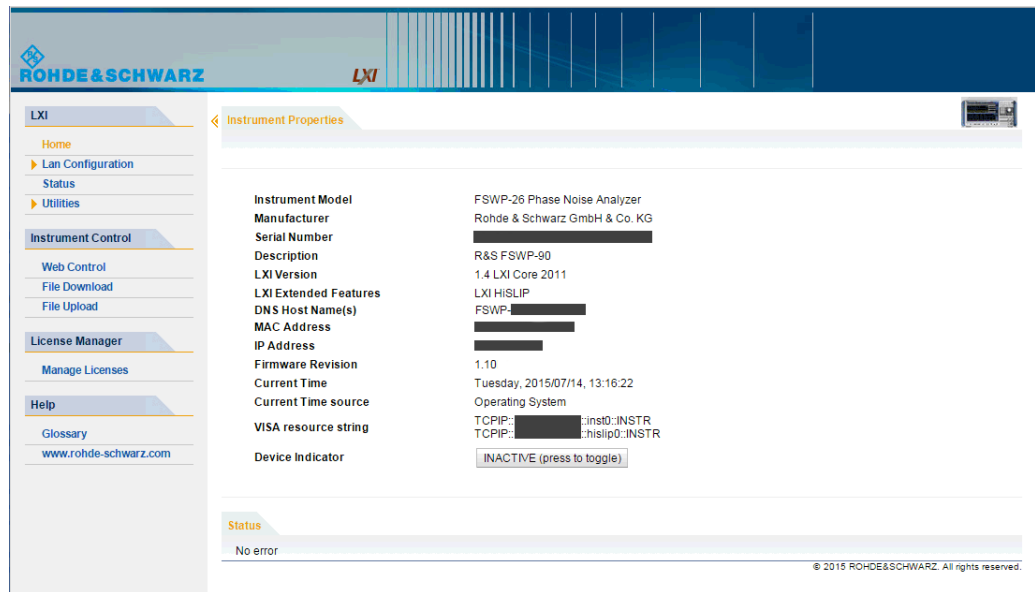 ROHDE&SCHWARZ
LXI
LXI
Home
Lan Configuration
Status
Utilities
Instrument Control
Web Control
File Download
File Upload
License Manager
Manage Licenses
Help
Glossary
www.rohde-schwarz.com
Instrument Properties
Instrument Model FSWP-26 Phase Noise Analyzer
Manufacturer Rohde & Schwarz GmbH & Co. KG
Serial Number
Description R&S FSWP-90
LXI Version 1.4 LXI Core 2011
LXI Extended Features LXI HiSLIP
DNS Host Name(s) FSWP-
MAC Address
IP Address
Firmware Revision 1.10
Current Time Tuesday, 2015/07/14, 13:16:22
Current Time source Operating System
VISA resource string TCPIP:: ::inst0::INSTR
TCPIP:: ::hislip0::INSTR
Device Indicator INACTIVE (press to toggle)
Status
No error
© 2015 ROHDE&SCHWARZ. All rights reserved.